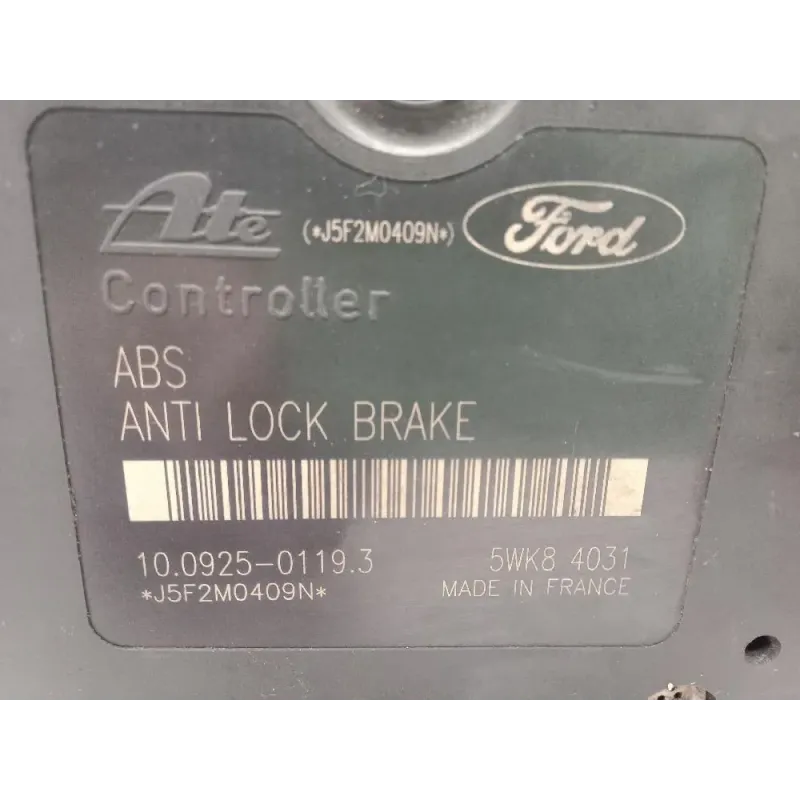 Ate (*J5F2M0409N*) Ford
Controller
ABS
ANTI LOCK BRAKE
10.0925-0119.3 5WK8 4031
*J5F2M0409N* MADE IN FRANCE